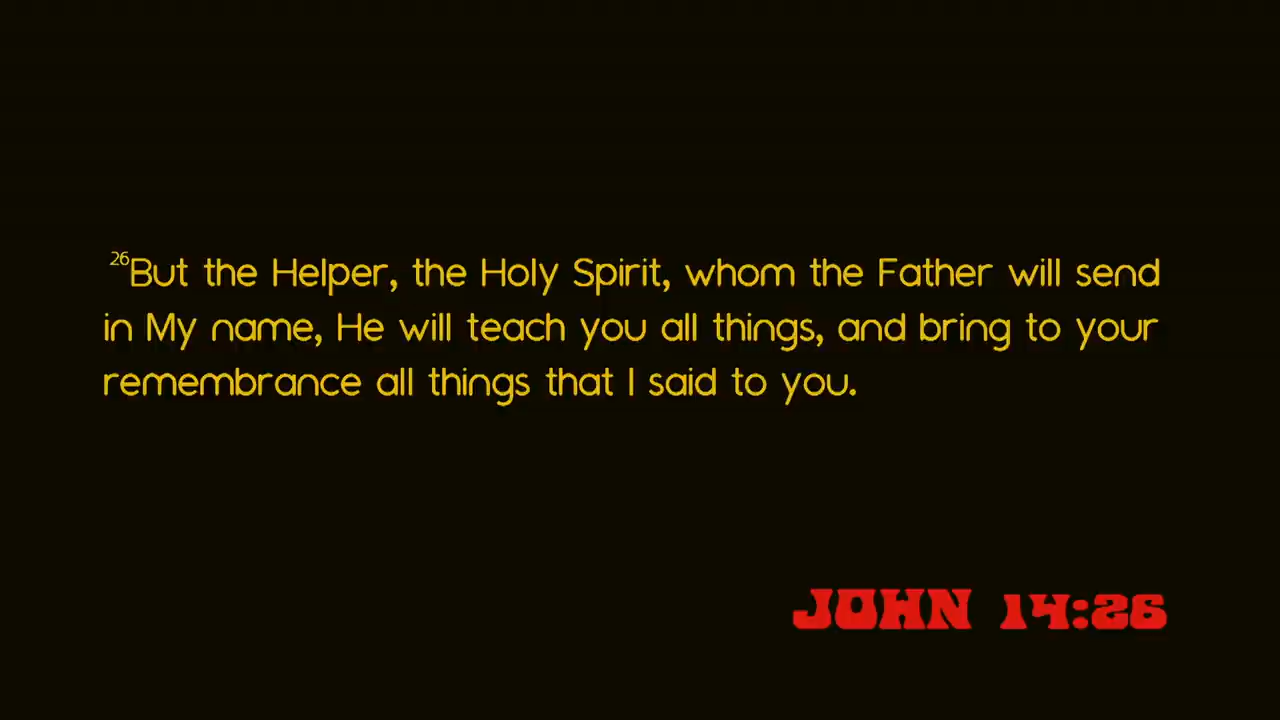 26But the Helper, the Holy Spirit, whom the Father will send
in My name, He will teach you all things, and bring to your
remembrance all things that I said to you.
JOHN 14:26